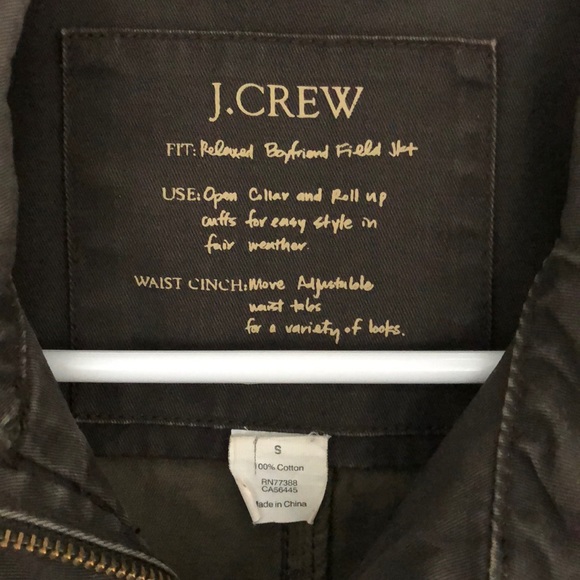 J.CREW
FIT: Relaxed Boyfriend Field Jkt
USE: Open Collar and Roll up
cuffs for easy style in
fair weather.
WAIST CINCH: Move Adjustable
waist tabs
for a variety of looks.
S
100% Cotton
RN77388
CA56445
Made in China